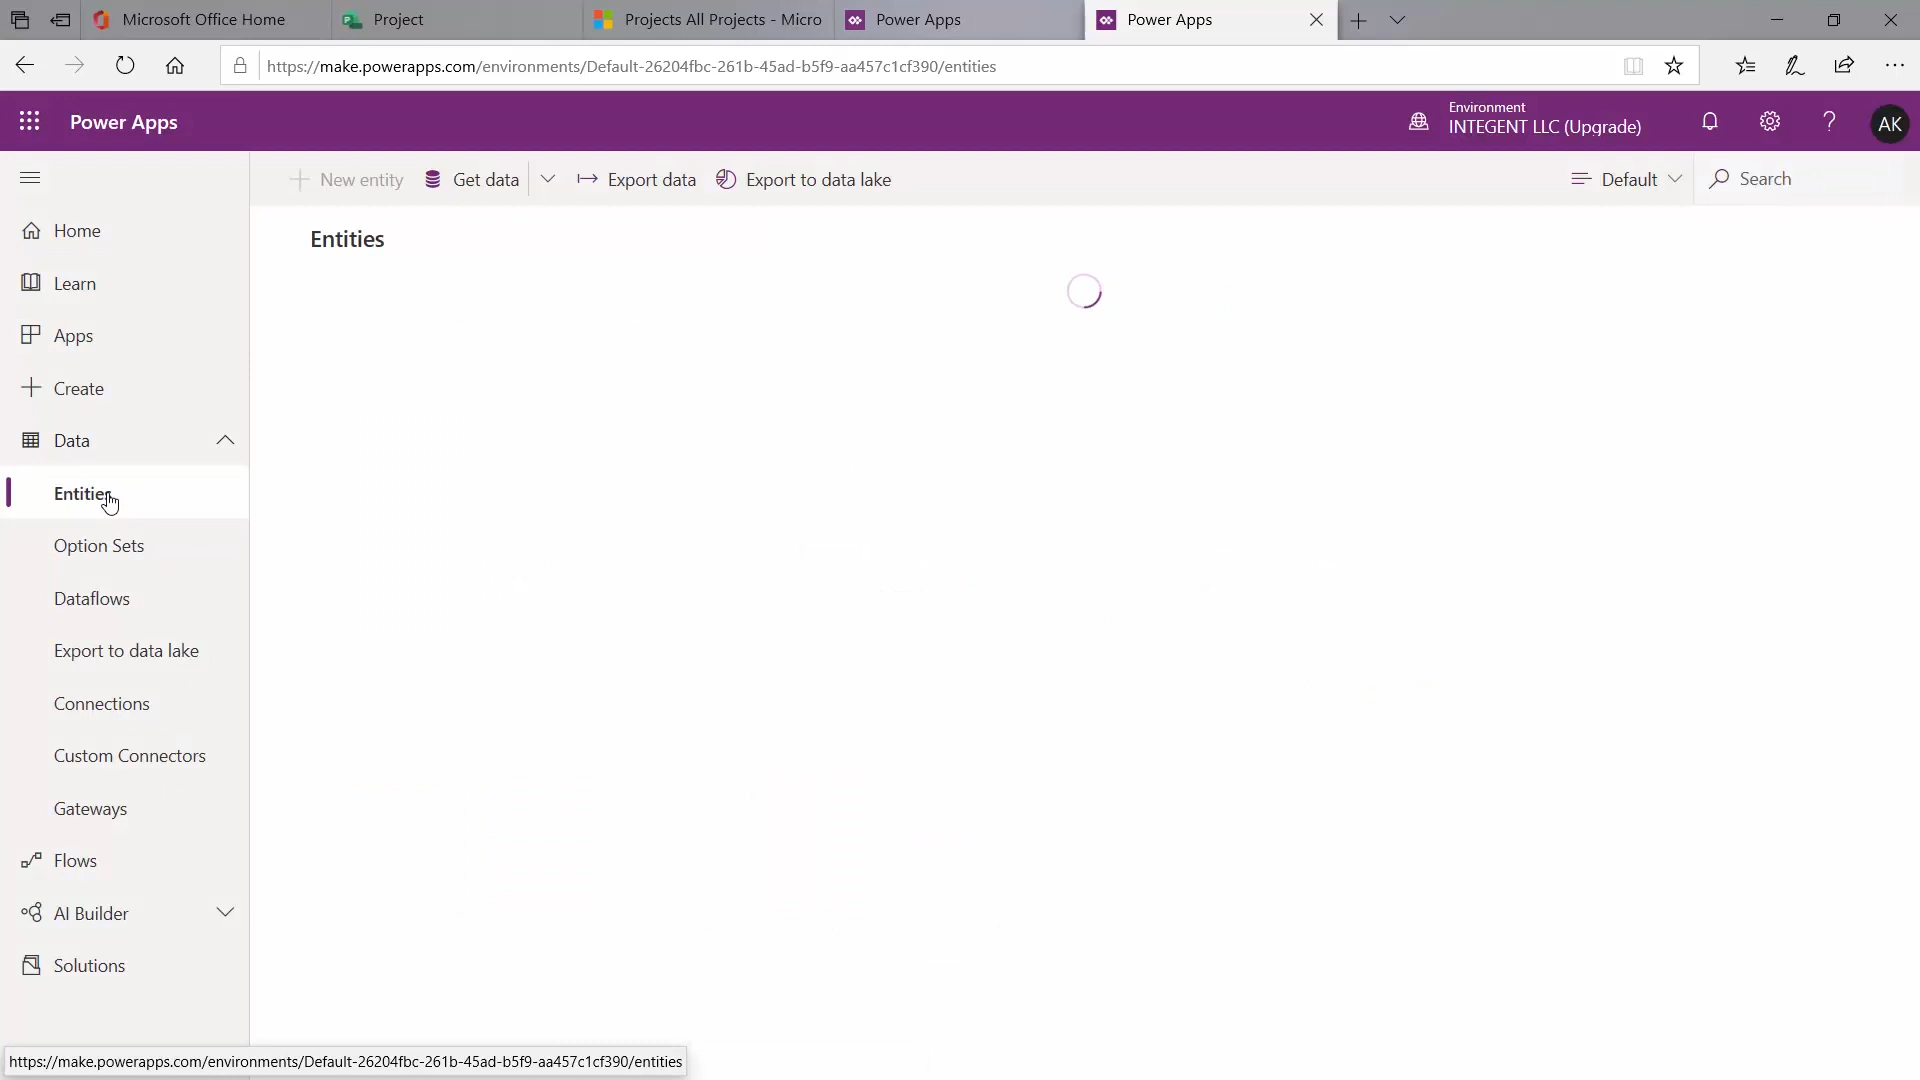 Microsoft Office Home
Project
Projects All Projects - Micro
Power Apps
Power Apps
https://make.powerapps.com/environments/Default-26204fbc-261b-45ad-b5f9-aa457c1cf390/entities
Power Apps
Environment
INTEGENT LLC (Upgrade)
?
AK
New entity
Get data
Export data
Export to data lake
Default
Search
Home
Learn
Apps
Create
Data
Entities
Option Sets
Dataflows
Export to data lake
Connections
Custom Connectors
Gateways
Flows
AI Builder
Solutions
Entities
https://make.powerapps.com/environments/Default-26204fbc-261b-45ad-b5f9-aa457c1cf390/entities